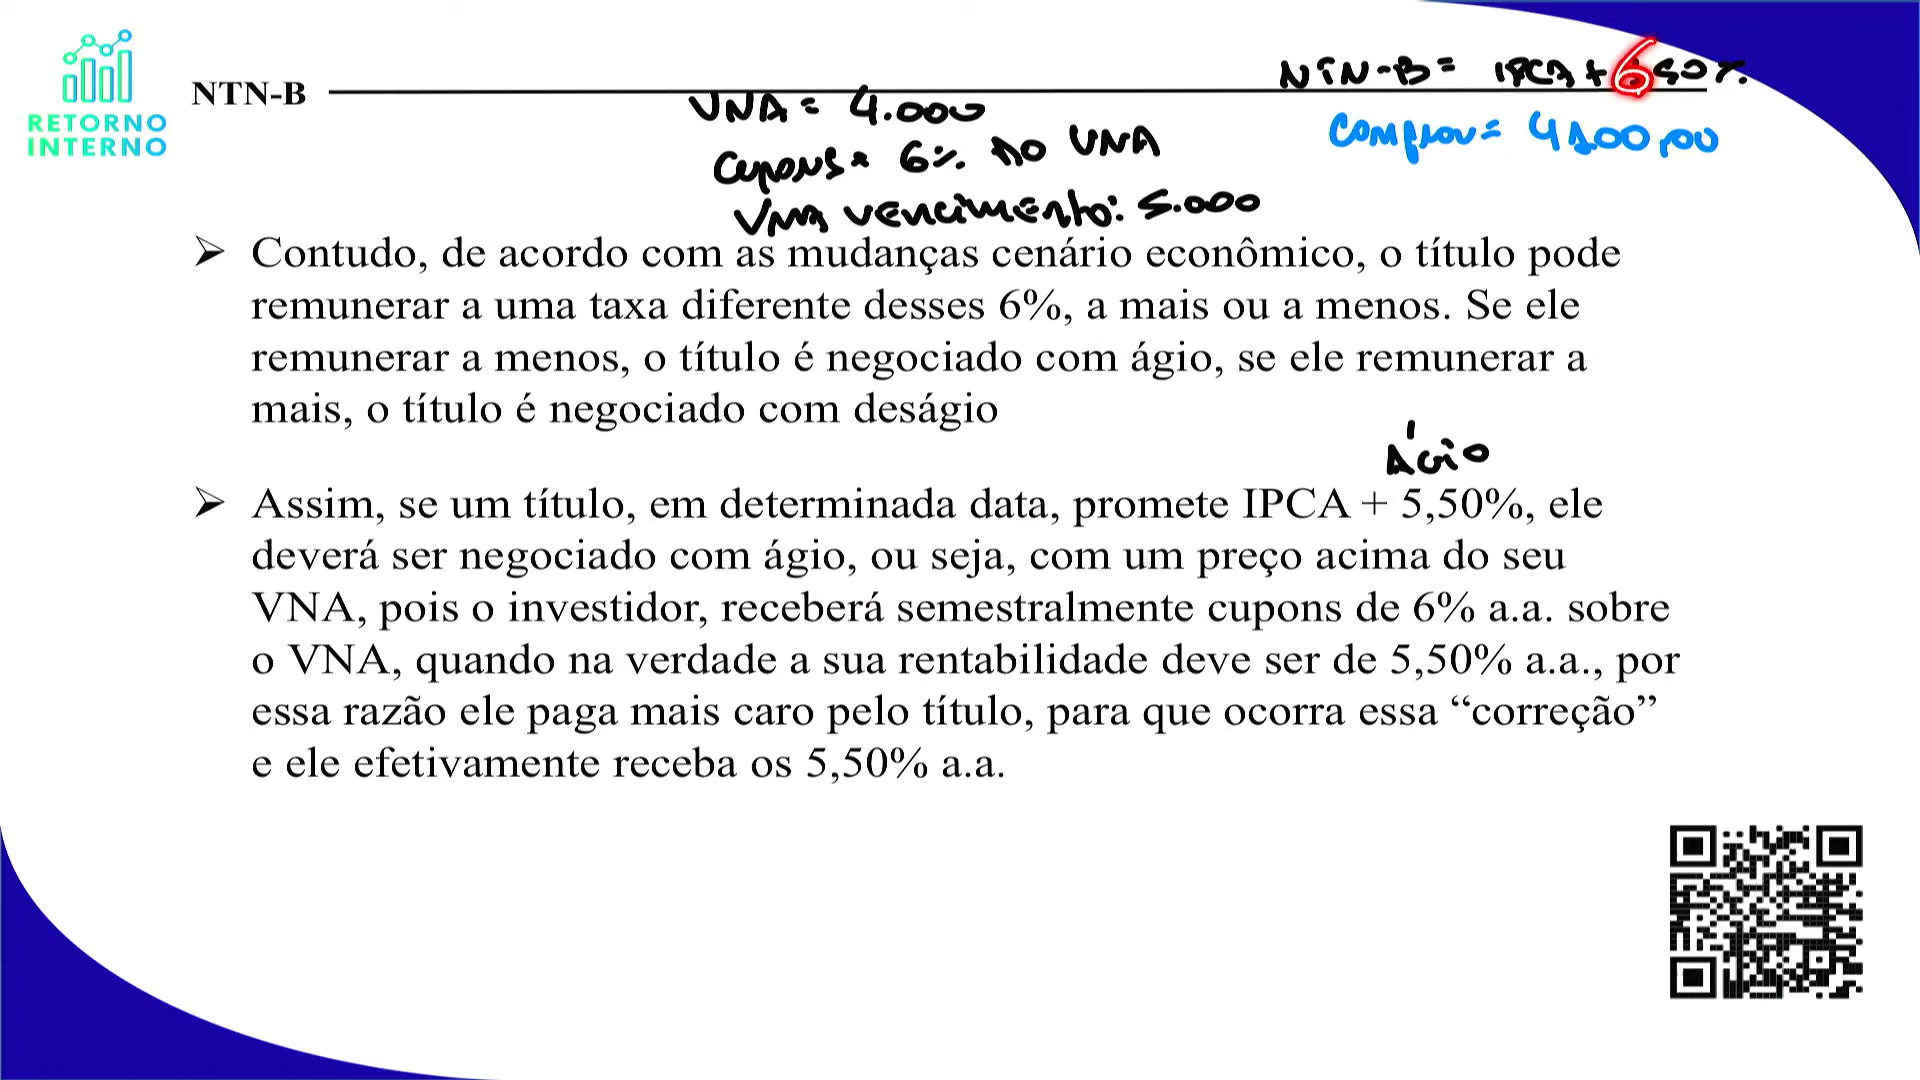 RETORNO
INTERNO
NTN-B
NTN-B = IPCA + 6,50%.
VNA = 4.000
Comprou = 4100,00
Cupons = 6% ao VNA
VNA vencimento: 5.000
➢ Contudo, de acordo com as mudanças cenário econômico, o título pode
remunerar a uma taxa diferente desses 6%, a mais ou a menos. Se ele
remunerar a menos, o título é negociado com ágio, se ele remunerar a
mais, o título é negociado com deságio
Ágio
➢ Assim, se um título, em determinada data, promete IPCA + 5,50%, ele
deverá ser negociado com ágio, ou seja, com um preço acima do seu
VNA, pois o investidor, receberá semestralmente cupons de 6% a.a. sobre
o VNA, quando na verdade a sua rentabilidade deve ser de 5,50% a.a., por
essa razão ele paga mais caro pelo título, para que ocorra essa “correção”
e ele efetivamente receba os 5,50% a.a.